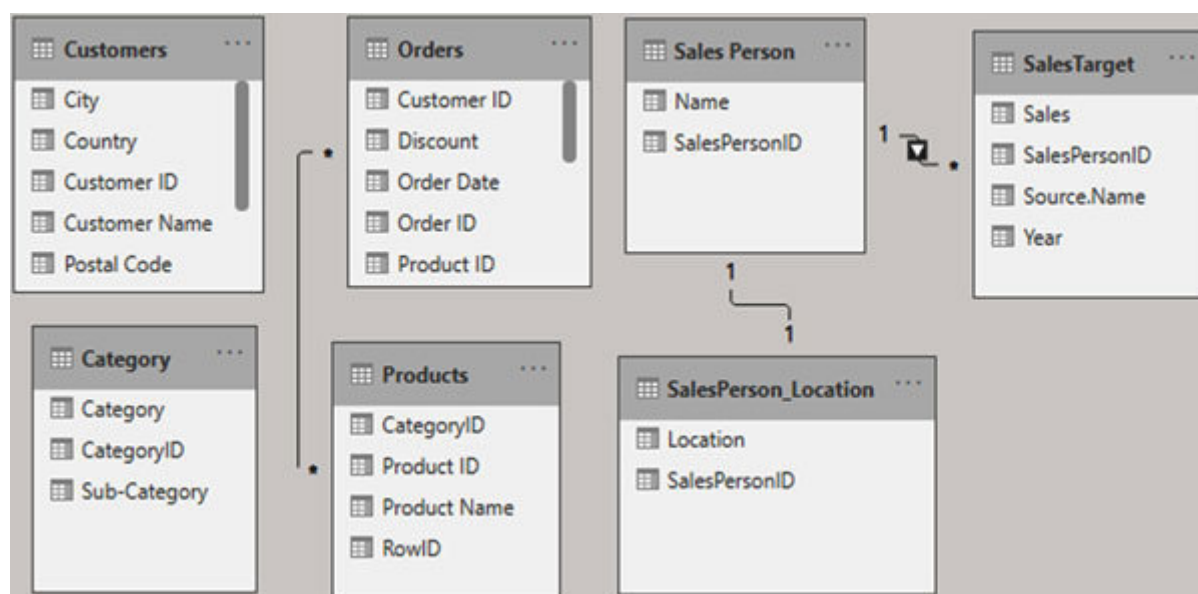 Customers
City
Country
Customer ID
Customer Name
Postal Code
Orders
Customer ID
Discount
Order Date
Order ID
Product ID
Sales Person
Name
SalesPersonID
SalesTarget
Sales
SalesPersonID
Source.Name
Year
1
*
*
1
1
*
Category
Category
CategoryID
Sub-Category
Products
CategoryID
Product ID
Product Name
RowID
SalesPerson_Location
Location
SalesPersonID